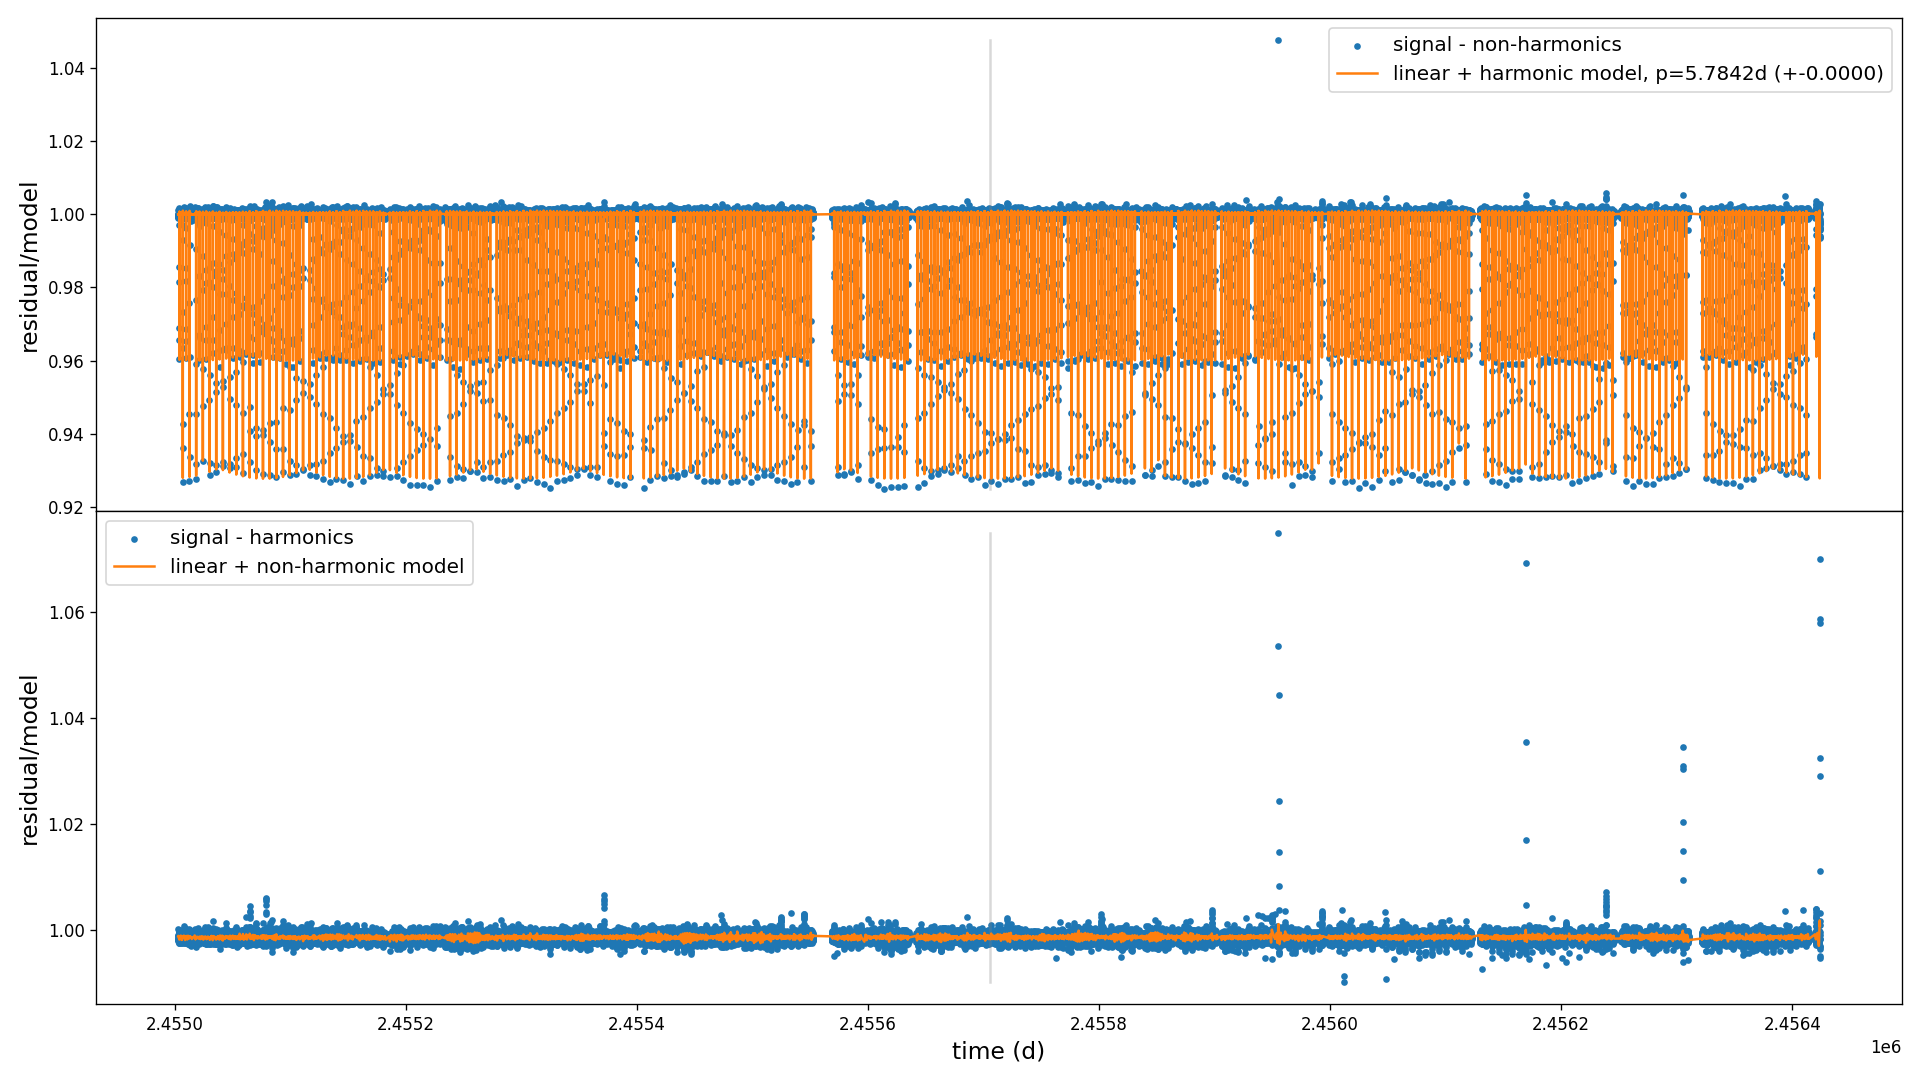 signal - non-harmonics
linear + harmonic model, p=5.7842d (+-0.0000)
residual/model
1.04
1.02
1.00
0.98
0.96
0.94
0.92
signal - harmonics
linear + non-harmonic model
residual/model
1.06
1.04
1.02
1.00
2.4550
2.4552
2.4554
2.4556
2.4558
2.4560
2.4562
2.4564
1e6
time (d)